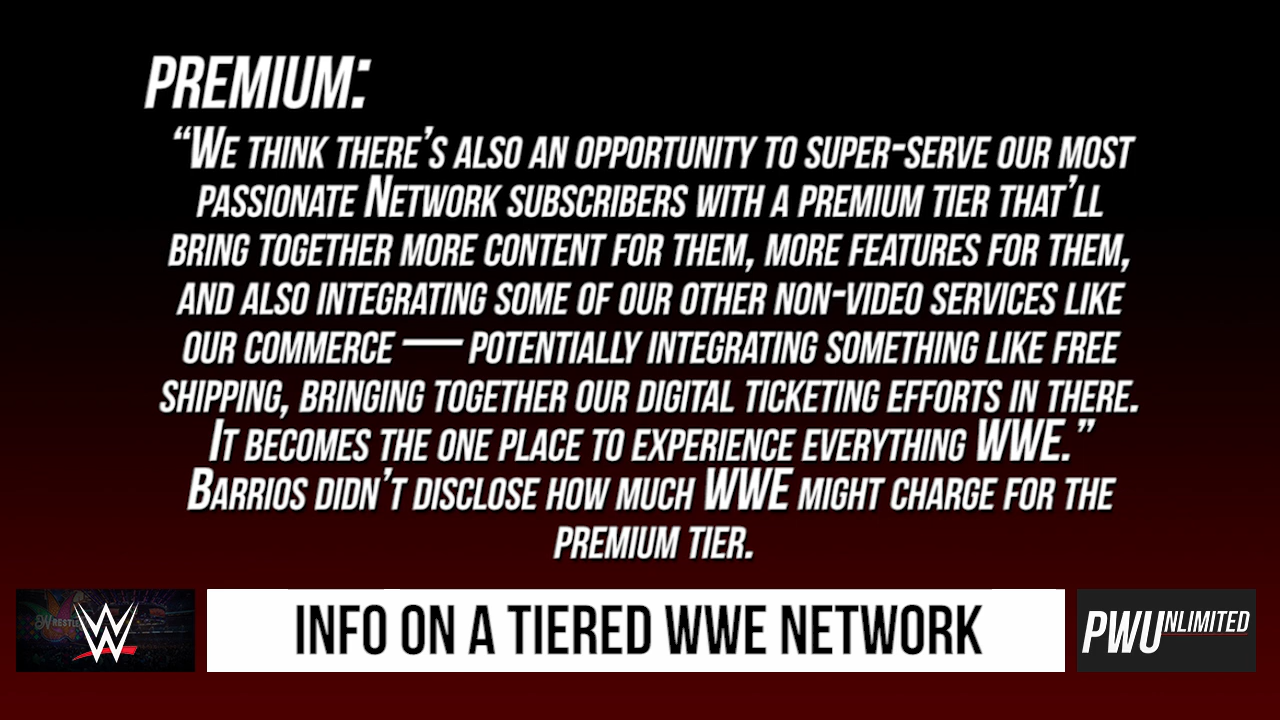 PREMIUM:
“WE THINK THERE’S ALSO AN OPPORTUNITY TO SUPER-SERVE OUR MOST
PASSIONATE NETWORK SUBSCRIBERS WITH A PREMIUM TIER THAT’LL
BRING TOGETHER MORE CONTENT FOR THEM, MORE FEATURES FOR THEM,
AND ALSO INTEGRATING SOME OF OUR OTHER NON-VIDEO SERVICES LIKE
OUR COMMERCE — POTENTIALLY INTEGRATING SOMETHING LIKE FREE
SHIPPING, BRINGING TOGETHER OUR DIGITAL TICKETING EFFORTS IN THERE.
IT BECOMES THE ONE PLACE TO EXPERIENCE EVERYTHING WWE.”
BARRIOS DIDN’T DISCLOSE HOW MUCH WWE MIGHT CHARGE FOR THE
PREMIUM TIER.
INFO ON A TIERED WWE NETWORK
PWUNLIMITED